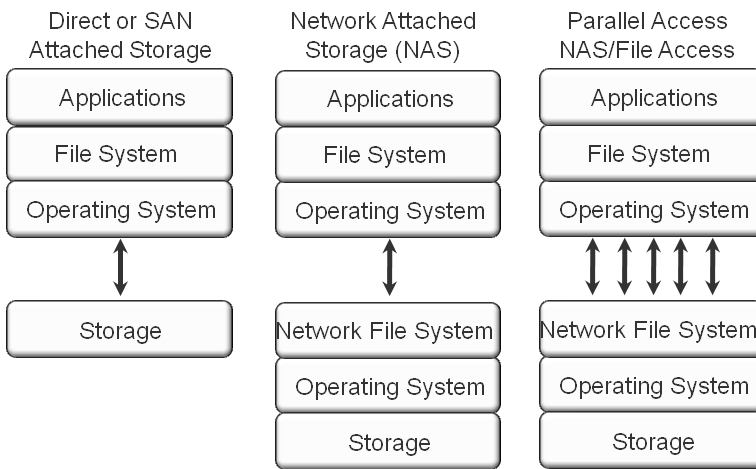 Direct or SAN
Attached Storage
Applications
File System
Operating System
Storage
Network Attached
Storage (NAS)
Applications
File System
Operating System
Network File System
Operating System
Storage
Parallel Access
NAS/File Access
Applications
File System
Operating System
Network File System
Operating System
Storage